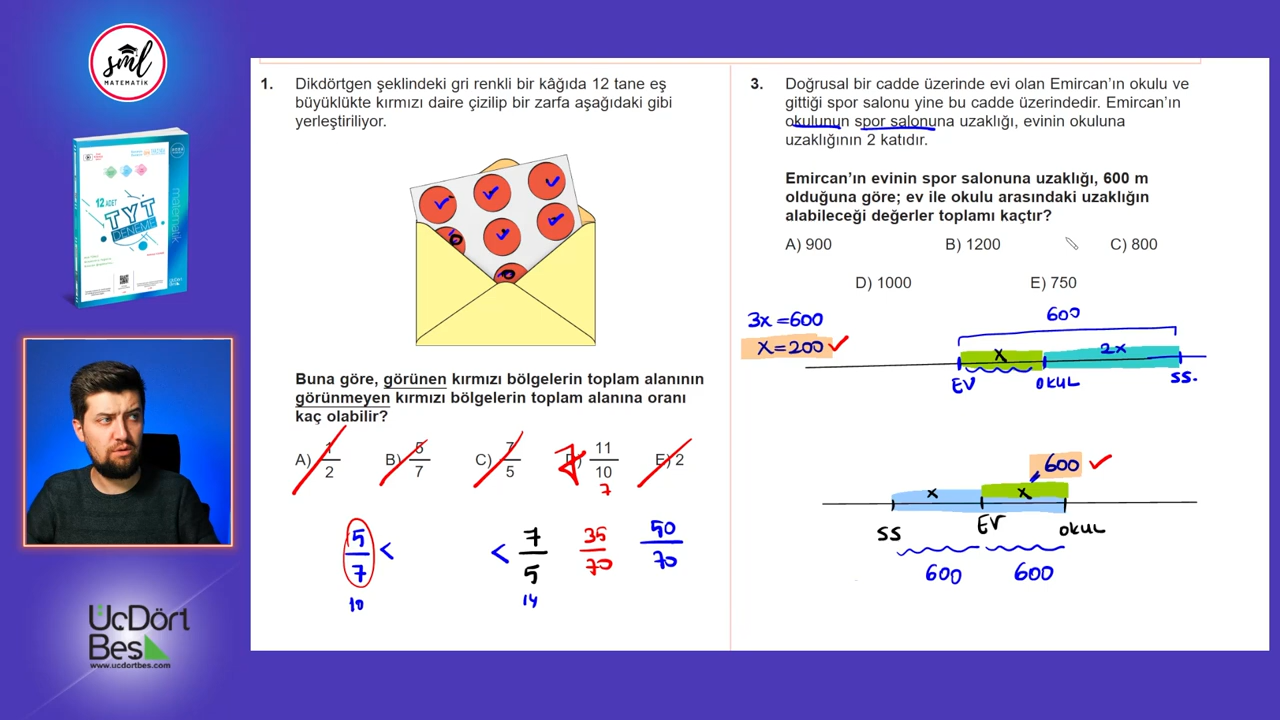 sml
MATEMATİK
12 ADET
TYT
DENEME
matematik
ÜçDört
Beş
www.ucdortbes.com
1. Dikdörtgen şeklindeki gri renkli bir kâğıda 12 tane eş
büyüklükte kırmızı daire çizilip bir zarfa aşağıdaki gibi
yerleştiriliyor.
Buna göre, görünen kırmızı bölgelerin toplam alanının
görünmeyen kırmızı bölgelerin toplam alanına oranı
kaç olabilir?
A) 1/2 B) 5/7 C) 7/5 D) 11/10 E) 2
7
5/7 < < 7/5 35/70 50/70
10 14
3. Doğrusal bir cadde üzerinde evi olan Emircan'ın okulu ve
gittiği spor salonu yine bu cadde üzerindedir. Emircan'ın
okulunun spor salonuna uzaklığı, evinin okuluna
uzaklığının 2 katıdır.
Emircan'ın evinin spor salonuna uzaklığı, 600 m
olduğuna göre; ev ile okulu arasındaki uzaklığın
alabileceği değerler toplamı kaçtır?
A) 900 B) 1200 C) 800
D) 1000 E) 750
3x=600
x=200
600
x 2x
EV OKUL SS.
600
x x
SS EV OKUL
600 600